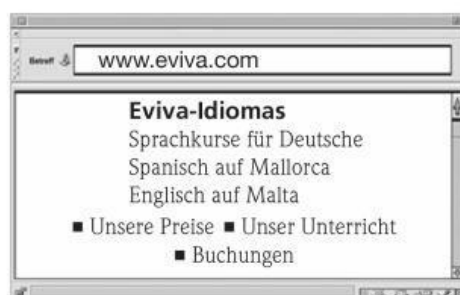 Betreff www.eviva.com
Eviva-Idiomas
Sprachkurse für Deutsche
Spanisch auf Mallorca
Englisch auf Malta
■ Unsere Preise ■ Unser Unterricht
■ Buchungen